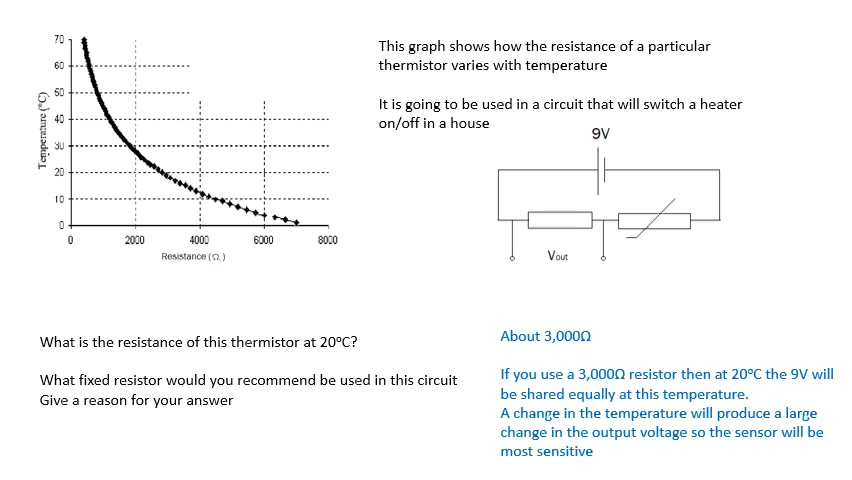 70
60
50
40
30
20
10
0
Temperature (°C)
0 2000 4000 6000 8000
Resistance (Ω)
This graph shows how the resistance of a particular
thermistor varies with temperature
It is going to be used in a circuit that will switch a heater
on/off in a house
9V
Vout
What is the resistance of this thermistor at 20°C?
What fixed resistor would you recommend be used in this circuit
Give a reason for your answer
About 3,000Ω
If you use a 3,000Ω resistor then at 20°C the 9V will
be shared equally at this temperature.
A change in the temperature will produce a large
change in the output voltage so the sensor will be
most sensitive